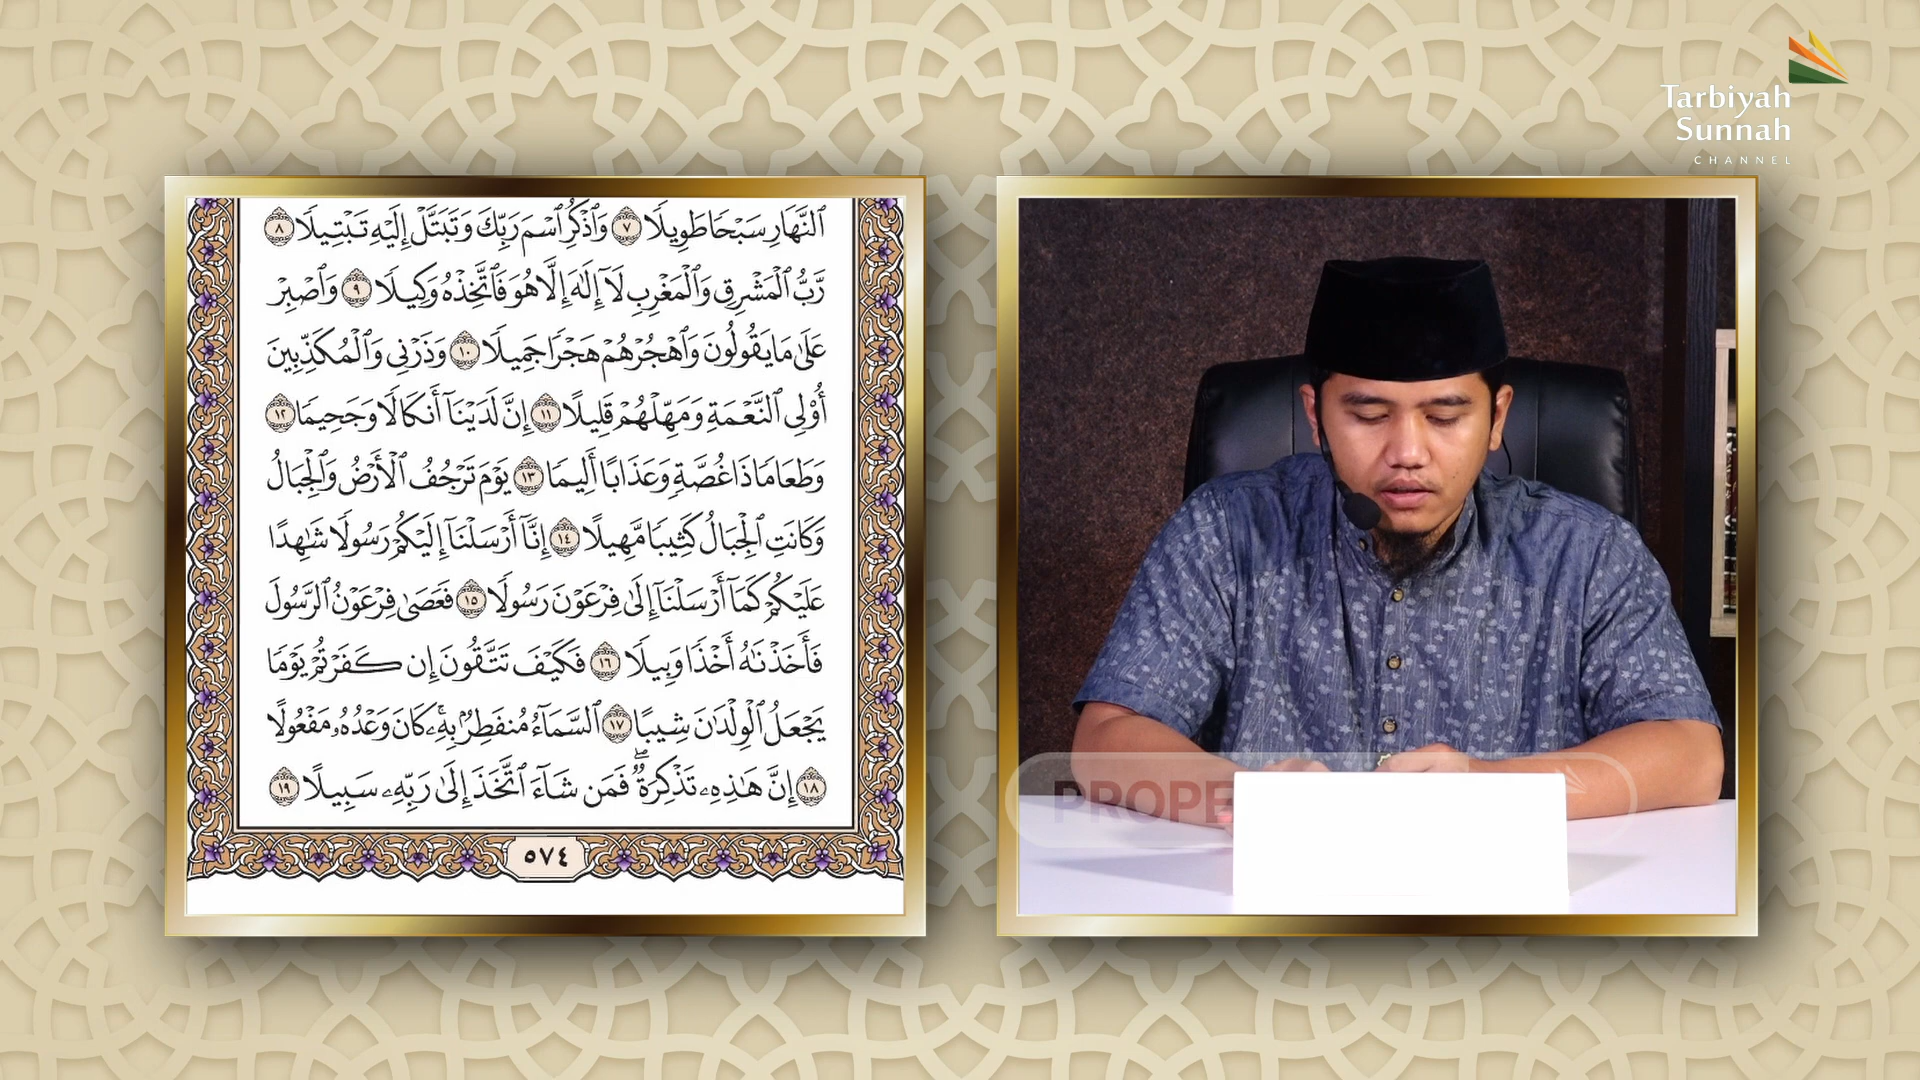 ٱلنَّهَارِ سَبْحًا طَوِيلًا ٧ وَٱذْكُرِ ٱسْمَ رَبِّكَ وَتَبَتَّلْ إِلَيْهِ تَبْتِيلًا ٨
رَّبُّ ٱلْمَشْرِقِ وَٱلْمَغْرِبِ لَآ إِلَٰهَ إِلَّا هُوَ فَٱتَّخِذْهُ وَكِيلًا ٩ وَٱصْبِرْ
عَلَىٰ مَا يَقُولُونَ وَٱهْجُرْهُمْ هَجْرًا جَمِيلًا ١٠ وَذَرْنِى وَٱلْمُكَذِّبِينَ
أُو۟لِى ٱلنَّعْمَةِ وَمَهِّلْهُمْ قَلِيلًا ١١ إِنَّ لَدَيْنَآ أَنكَالًا وَجَحِيمًا ١٢
وَطَعَامًا ذَا غُصَّةٍ وَعَذَابًا أَلِيمًا ١٣ يَوْمَ تَرْجُفُ ٱلْأَرْضُ وَٱلْجِبَالُ
وَكَانَتِ ٱلْجِبَالُ كَثِيبًا مَّهِيلًا ١٤ إِنَّآ أَرْسَلْنَآ إِلَيْكُمْ رَسُولًا شَٰهِدًا
عَلَيْكُمْ كَمَآ أَرْسَلْنَآ إِلَىٰ فِرْعَوْنَ رَسُولًا ١٥ فَعَصَىٰ فِرْعَوْنُ ٱلرَّسُولَ
فَأَخَذْنَٰهُ أَخْذًا وَبِيلًا ١٦ فَكَيْفَ تَتَّقُونَ إِن كَفَرْتُمْ يَوْمًا
يَجْعَلُ ٱلْوِلْدَٰنَ شِيبًا ١٧ ٱلسَّمَآءُ مُنفَطِرٌۢ بِهِۦۚ كَانَ وَعْدُهُۥ مَفْعُولًا
١٨ إِنَّ هَٰذِهِۦ تَذْكِرَةٌۖ فَمَن شَآءَ ٱتَّخَذَ إِلَىٰ رَبِّهِۦ سَبِيلًا ١٩
٥٧٤
Tarbiyah
Sunnah
CHANNEL